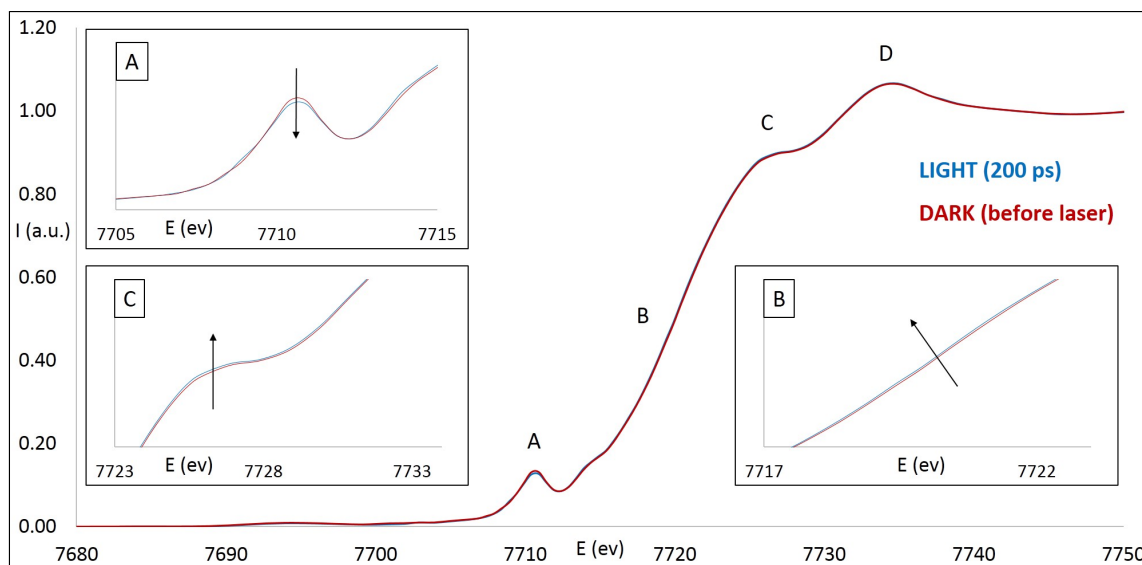 1.20
1.00
0.80
I (a.u.)
0.60
0.40
0.20
0.00
A
7705 E (ev) 7710 7715
C
7723 E (ev) 7728 7733
A
B
C
D
LIGHT (200 ps)
DARK (before laser)
B
7717 E (ev) 7722
7680 7690 7700 7710 E (ev) 7720 7730 7740 7750